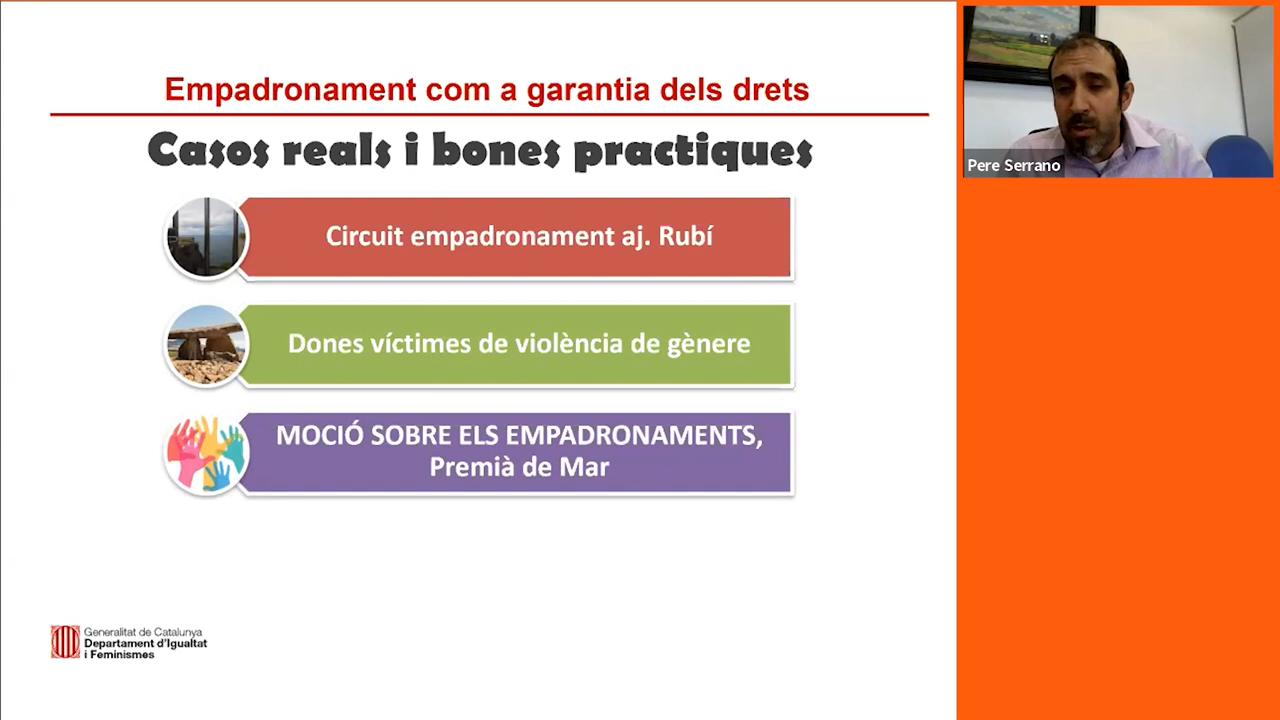 Empadronament com a garantia dels drets
Casos reals i bones practiques
Circuit empadronament aj. Rubí
Dones víctimes de violència de gènere
MOCIÓ SOBRE ELS EMPADRONAMENTS,
Premià de Mar
Generalitat de Catalunya
Departament d'Igualtat
i Feminismes
Pere Serrano